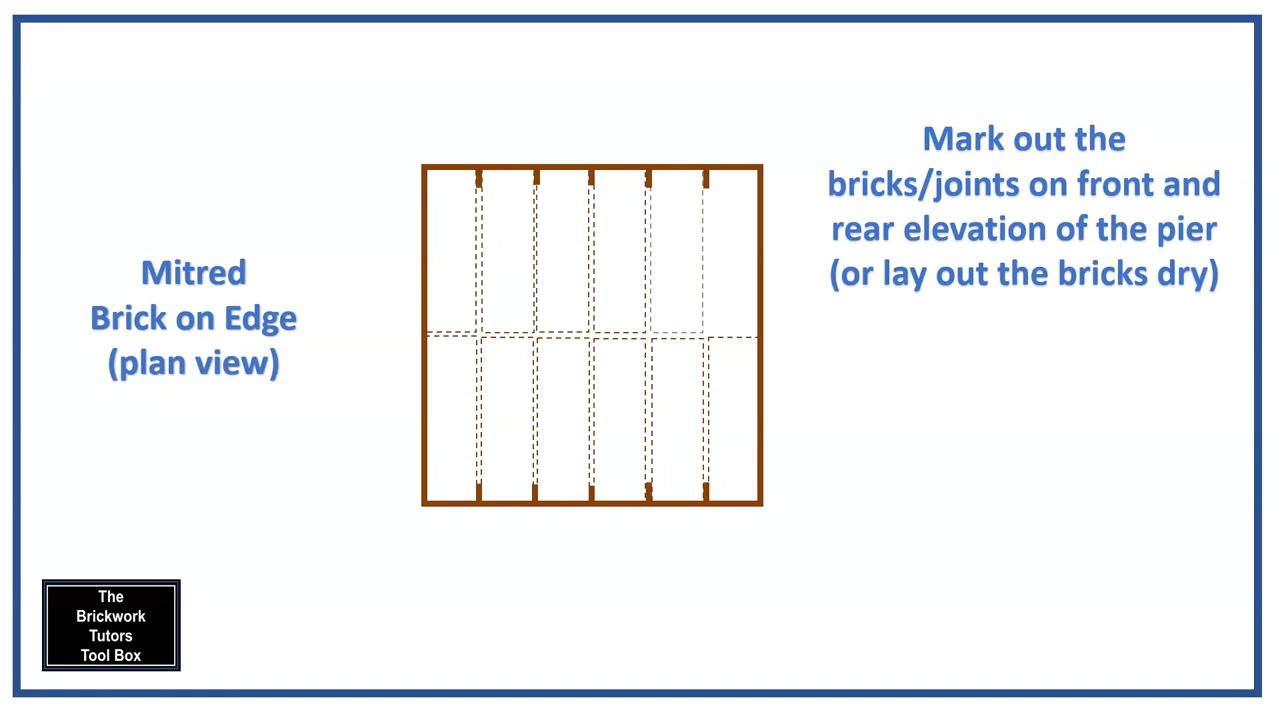 Mark out the
bricks/joints on front and
rear elevation of the pier
(or lay out the bricks dry)
Mitred
Brick on Edge
(plan view)
The
Brickwork
Tutors
Tool Box